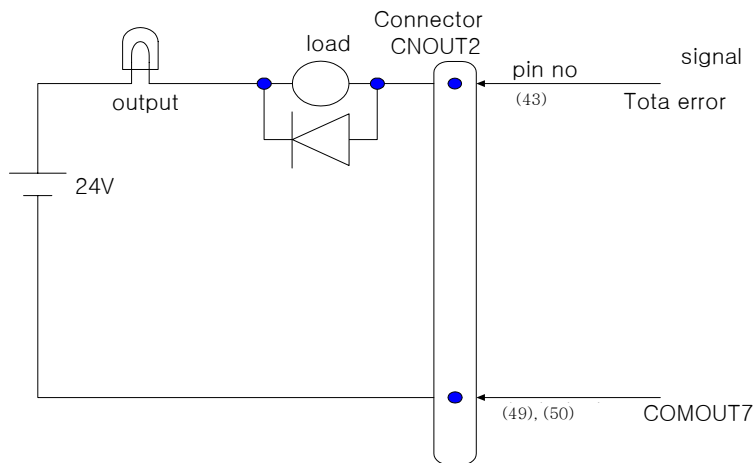 Connector
CNOUT2
load
signal
pin no
(43)
output
Tota error
24V
(49), (50)
COMOUT7